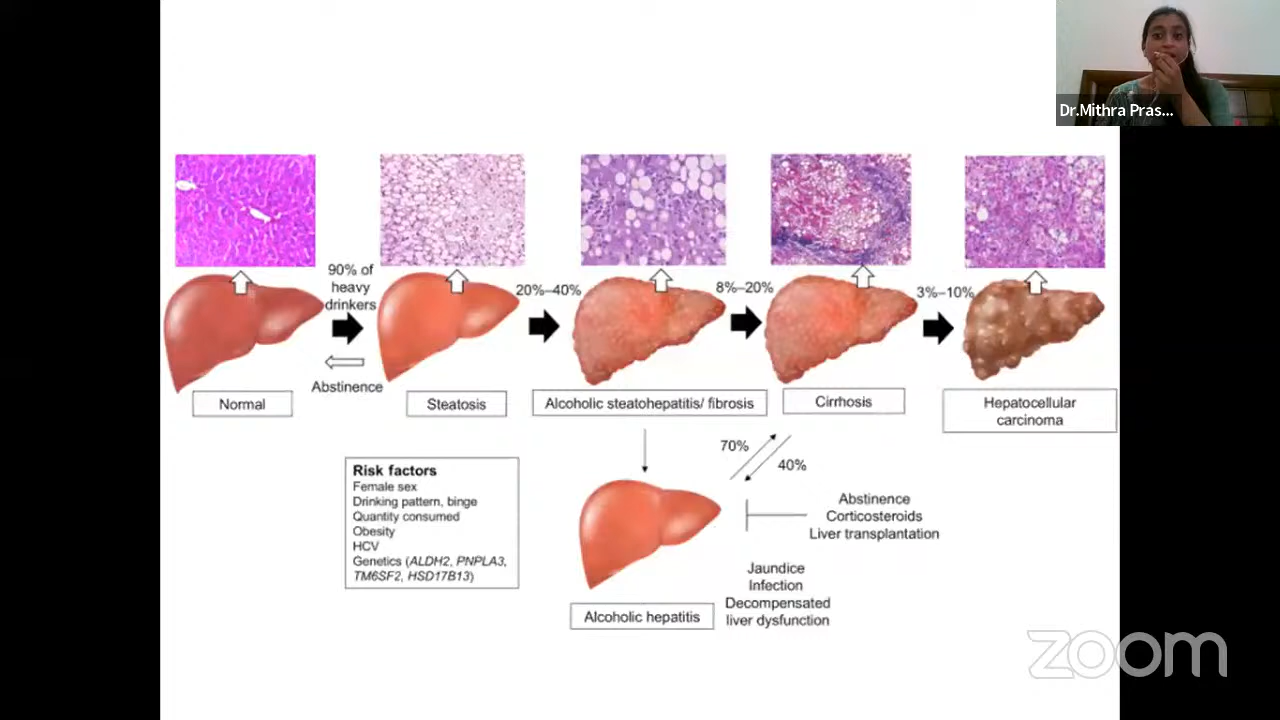 Dr.Mithra Pras...
90% of
heavy
drinkers
20%–40%
8%–20%
3%–10%
Abstinence
Normal
Steatosis
Alcoholic steatohepatitis/ fibrosis
Cirrhosis
Hepatocellular
carcinoma
70%
40%
Risk factors
Female sex
Drinking pattern, binge
Quantity consumed
Obesity
HCV
Genetics (ALDH2, PNPLA3,
TM6SF2, HSD17B13)
Abstinence
Corticosteroids
Liver transplantation
Jaundice
Infection
Decompensated
liver dysfunction
Alcoholic hepatitis
zoom